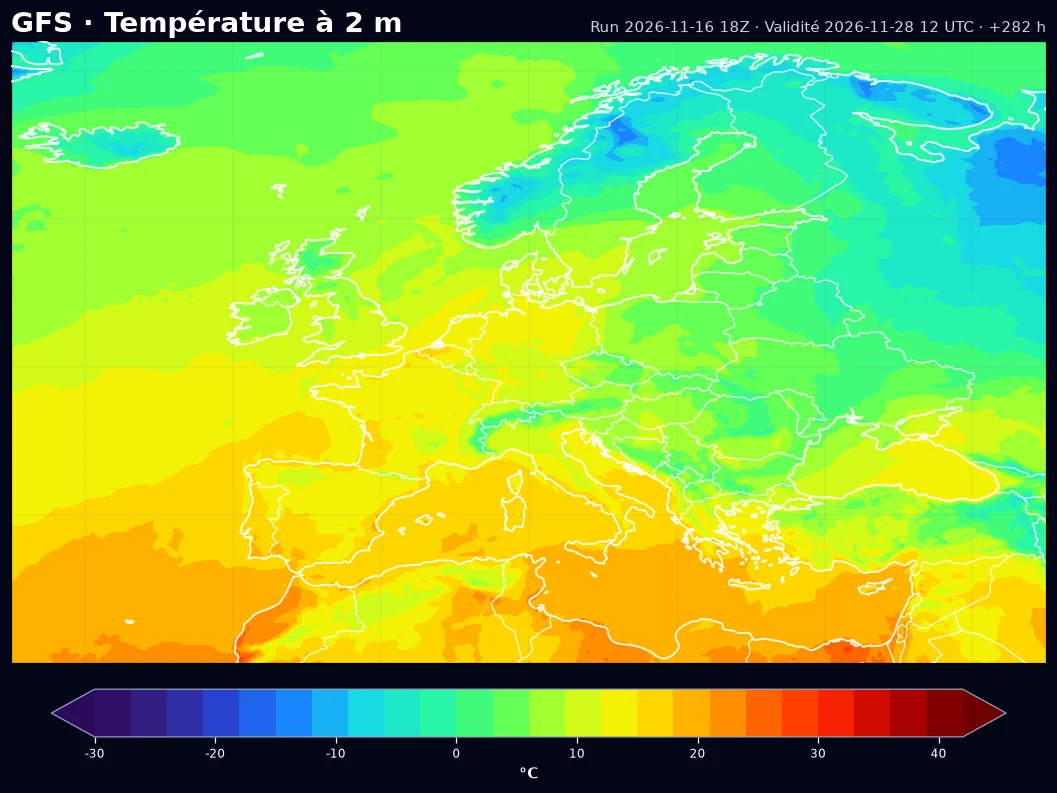 GFS · Température à 2 m
Run 2026-11-16 18Z · Validité 2026-11-28 12 UTC · +282 h
-30 -20 -10 0 10 20 30 40
°C